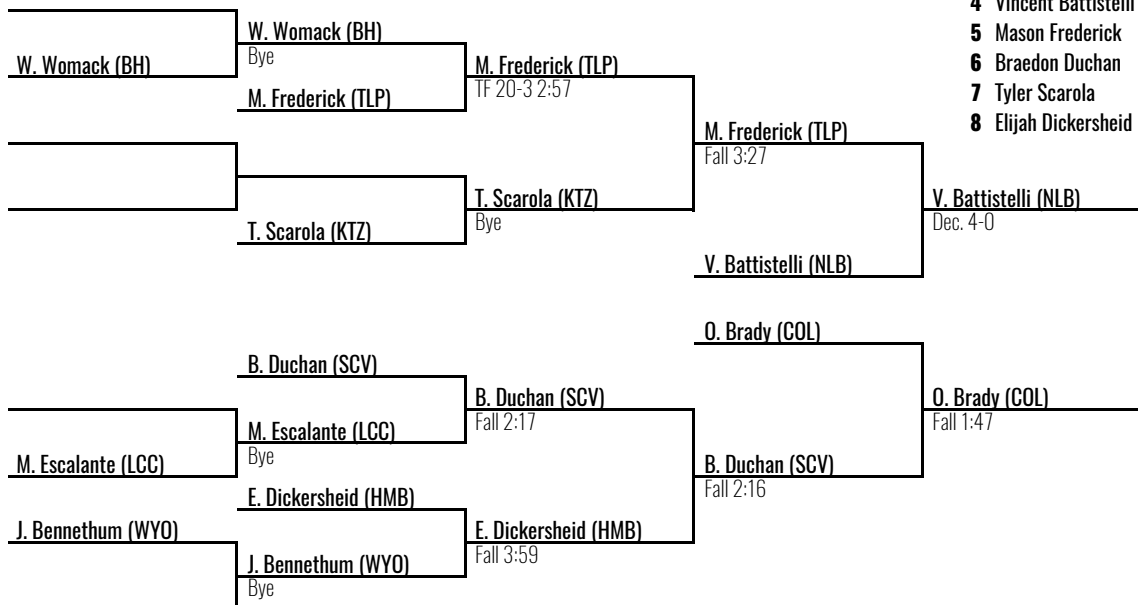 W. Womack (BH)
W. Womack (BH)
Bye
M. Frederick (TLP)
M. Frederick (TLP)
TF 20-3 2:57
M. Frederick (TLP)
Fall 3:27
T. Scarola (KTZ)
T. Scarola (KTZ)
Bye
V. Battistelli (NLB)
V. Battistelli (NLB)
Dec. 4-0
O. Brady (COL)
B. Duchan (SCV)
M. Escalante (LCC)
M. Escalante (LCC)
Bye
B. Duchan (SCV)
Fall 2:17
B. Duchan (SCV)
Fall 2:16
O. Brady (COL)
Fall 1:47
E. Dickersheid (HMB)
J. Bennethum (WYO)
J. Bennethum (WYO)
Bye
E. Dickersheid (HMB)
Fall 3:59
4 Vincent Battistelli
5 Mason Frederick
6 Braedon Duchan
7 Tyler Scarola
8 Elijah Dickersheid